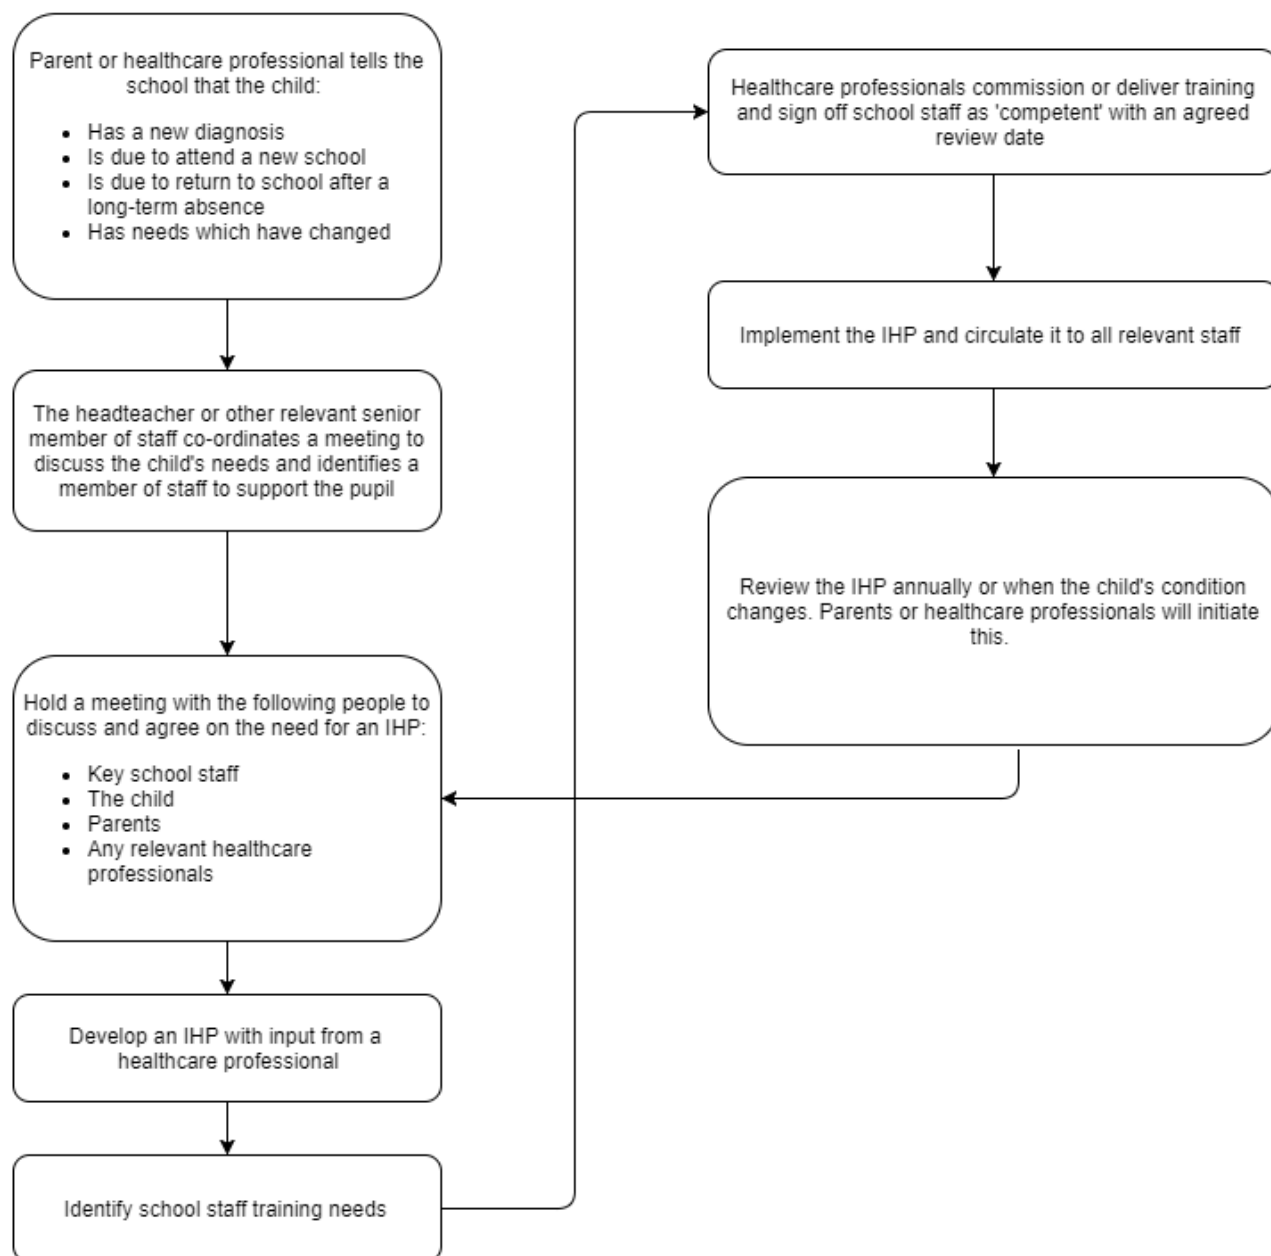 Parent or healthcare professional tells the
school that the child:
• Has a new diagnosis
• Is due to attend a new school
• Is due to return to school after a
long-term absence
• Has needs which have changed
The headteacher or other relevant senior
member of staff co-ordinates a meeting to
discuss the child's needs and identifies a
member of staff to support the pupil
Hold a meeting with the following people to
discuss and agree on the need for an IHP:
• Key school staff
• The child
• Parents
• Any relevant healthcare
professionals
Develop an IHP with input from a
healthcare professional
Identify school staff training needs
Healthcare professionals commission or deliver training
and sign off school staff as 'competent' with an agreed
review date
Implement the IHP and circulate it to all relevant staff
Review the IHP annually or when the child's condition
changes. Parents or healthcare professionals will initiate
this.